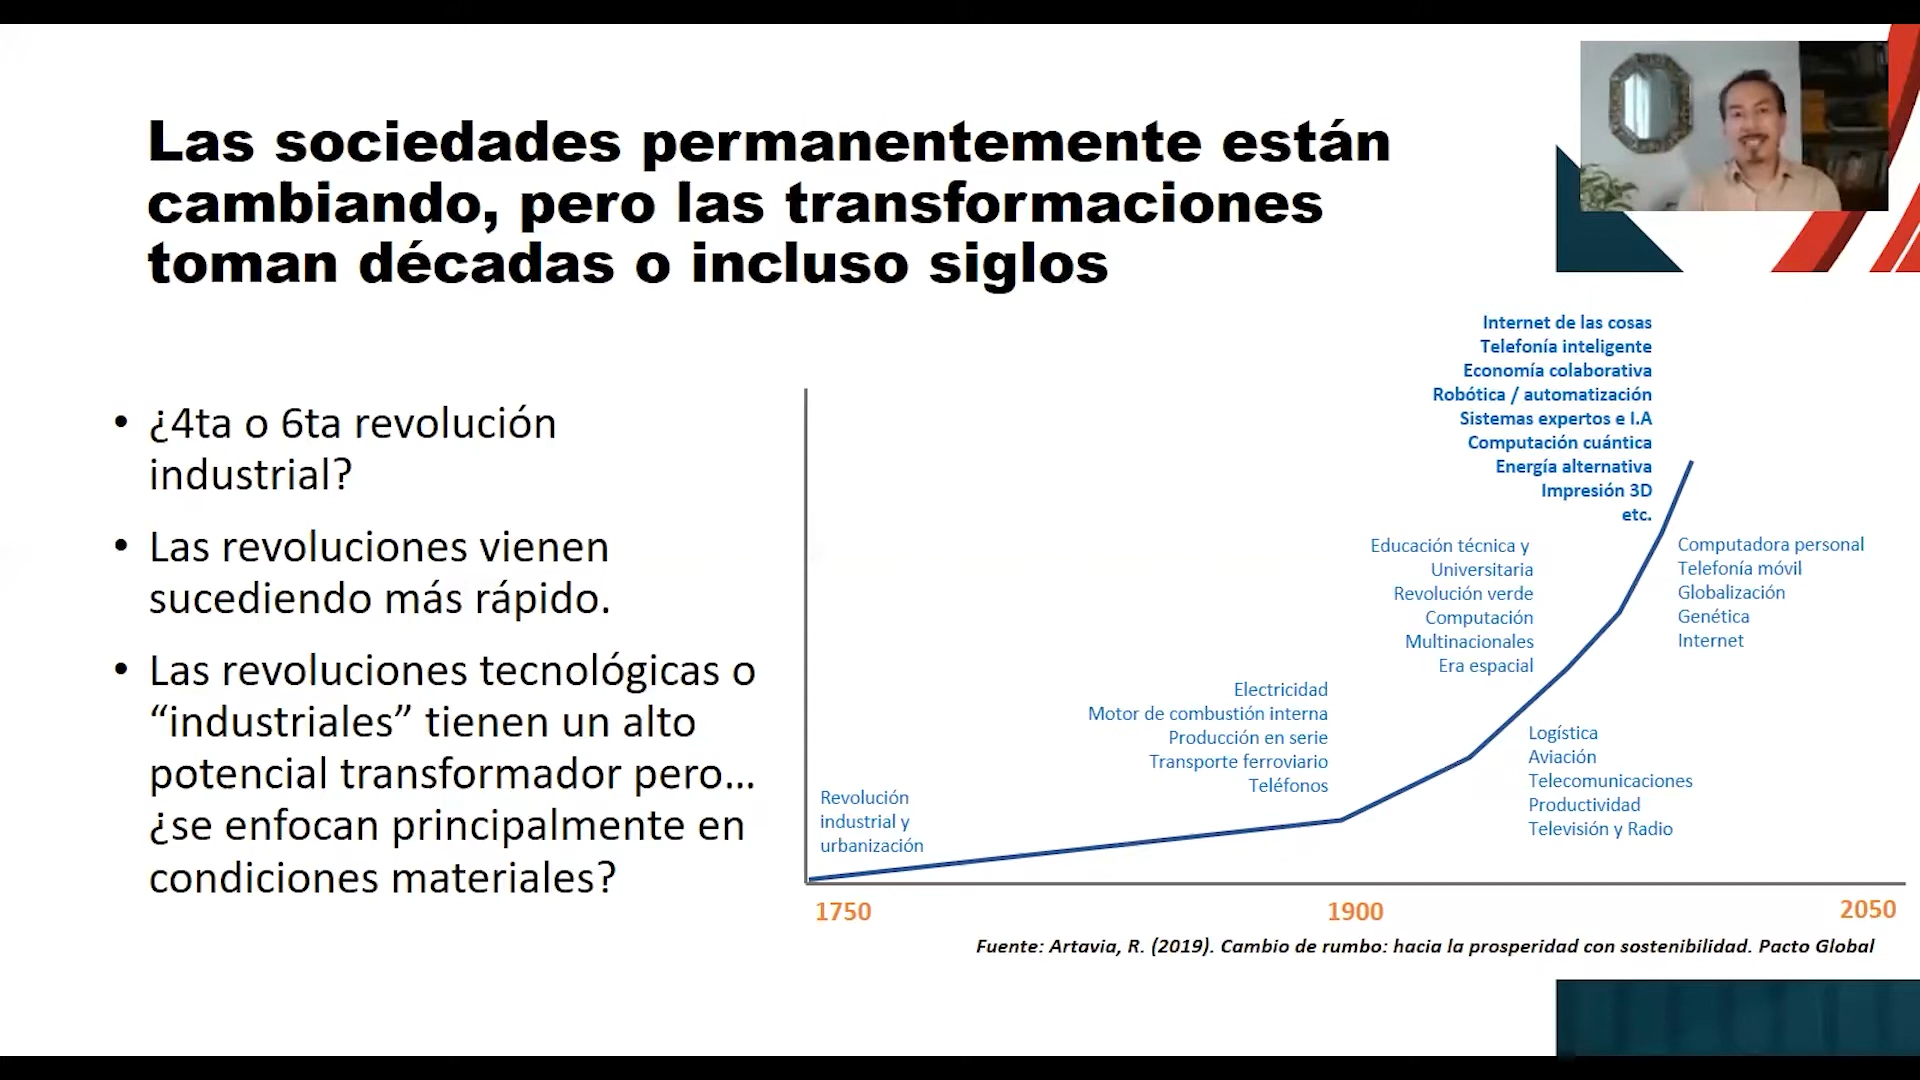 Las sociedades permanentemente están
cambiando, pero las transformaciones
toman décadas o incluso siglos
• ¿4ta o 6ta revolución
industrial?
• Las revoluciones vienen
sucediendo más rápido.
• Las revoluciones tecnológicas o
“industriales” tienen un alto
potencial transformador pero...
¿se enfocan principalmente en
condiciones materiales?
Revolución
industrial y
urbanización
Electricidad
Motor de combustión interna
Producción en serie
Transporte ferroviario
Teléfonos
Educación técnica y
Universitaria
Revolución verde
Computación
Multinacionales
Era espacial
Internet de las cosas
Telefonía inteligente
Economía colaborativa
Robótica / automatización
Sistemas expertos e I.A
Computación cuántica
Energía alternativa
Impresión 3D
etc.
Computadora personal
Telefonía móvil
Globalización
Genética
Internet
Logística
Aviación
Telecomunicaciones
Productividad
Televisión y Radio
1750
1900
2050
Fuente: Artavia, R. (2019). Cambio de rumbo: hacia la prosperidad con sostenibilidad. Pacto Global